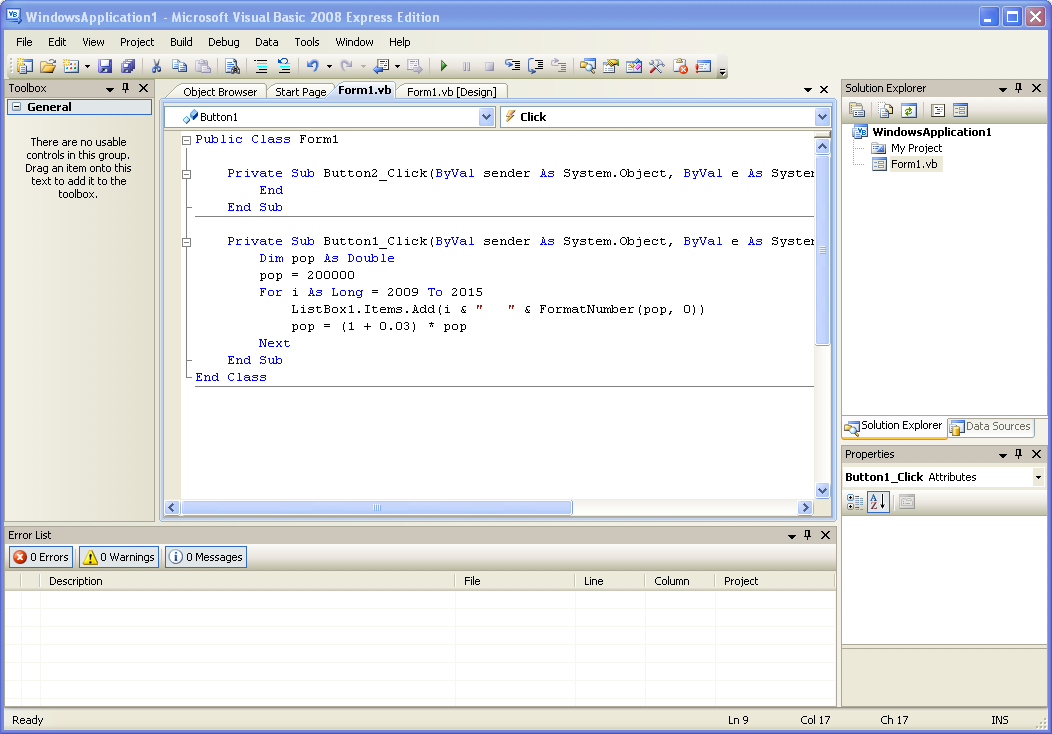 WindowsApplication1 - Microsoft Visual Basic 2008 Express Edition
File Edit View Project Build Debug Data Tools Window Help
Toolbox
General
There are no usable
controls in this group.
Drag an item onto this
text to add it to the
toolbox.
Object Browser Start Page Form1.vb Form1.vb [Design]
Button1 Click
Public Class Form1
Private Sub Button2_Click(ByVal sender As System.Object, ByVal e As System
End
End Sub
Private Sub Button1_Click(ByVal sender As System.Object, ByVal e As System
Dim pop As Double
pop = 200000
For i As Long = 2009 To 2015
ListBox1.Items.Add(i & "   " & FormatNumber(pop, 0))
pop = (1 + 0.03) * pop
Next
End Sub
End Class
Solution Explorer
WindowsApplication1
My Project
Form1.vb
Solution Explorer Data Sources
Properties
Button1_Click Attributes
Error List
0 Errors 0 Warnings 0 Messages
Description File Line Column Project
Ready Ln 9 Col 17 Ch 17 INS